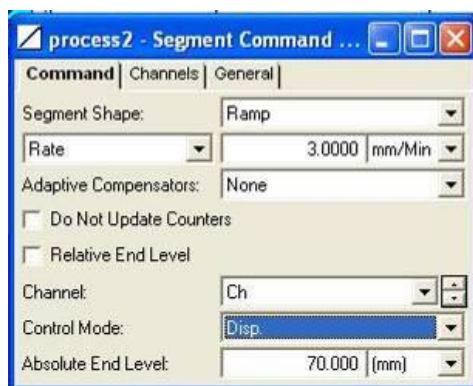 process2 - Segment Command ...
Command Channels General
Segment Shape: Ramp
Rate 3.0000 mm/Min
Adaptive Compensators: None
Do Not Update Counters
Relative End Level
Channel: Ch
Control Mode: Disp.
Absolute End Level: 70.000 (mm)